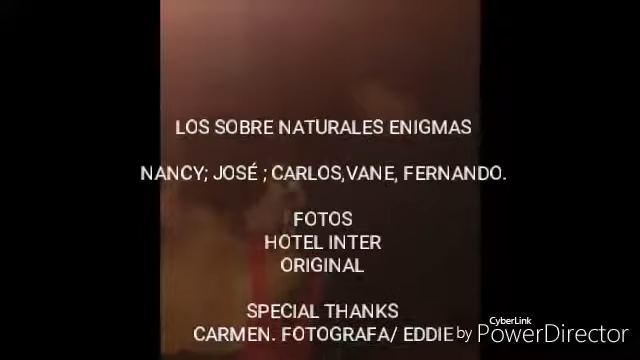 LOS SOBRE NATURALES ENIGMAS
NANCY; JOSÉ ; CARLOS,VANE, FERNANDO.
FOTOS
HOTEL INTER
ORIGINAL
SPECIAL THANKS
CARMEN. FOTOGRAFA/ EDDIE
CyberLink
by PowerDirector